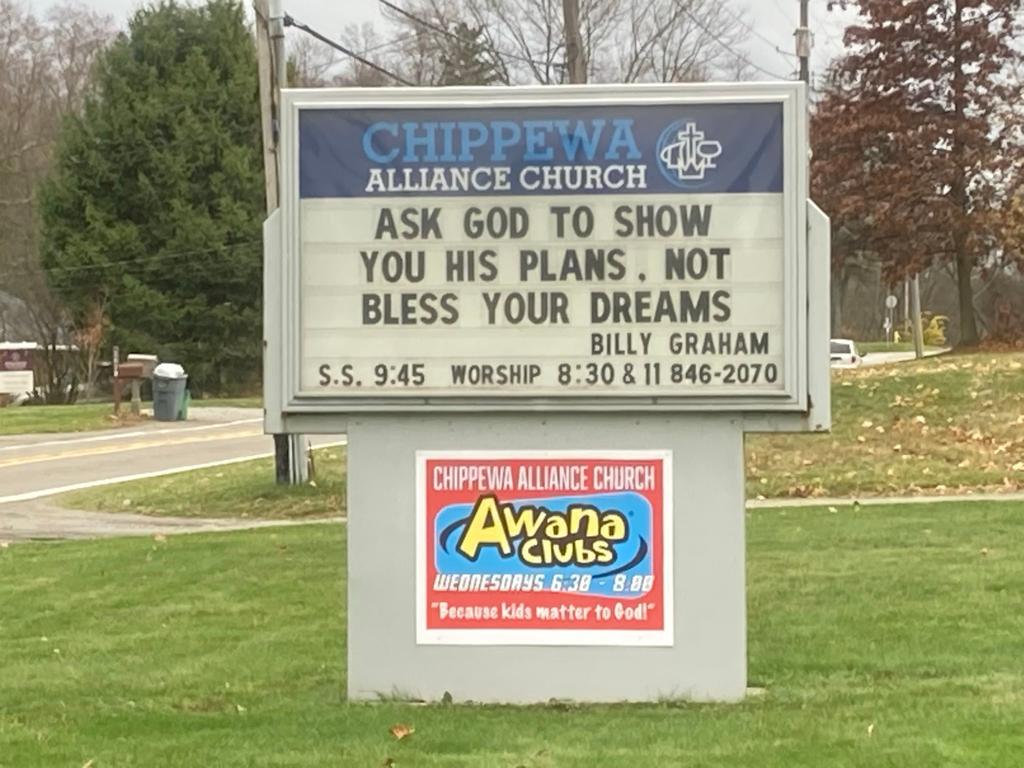 CHIPPEWA
ALLIANCE CHURCH
ASK GOD TO SHOW
YOU HIS PLANS, NOT
BLESS YOUR DREAMS
BILLY GRAHAM
S.S. 9:45 WORSHIP 8:30 & 11 846-2070
CHIPPEWA ALLIANCE CHURCH
Awana®
Clubs
WEDNESDAYS 6:30 - 8:00
"Because kids matter to God!"